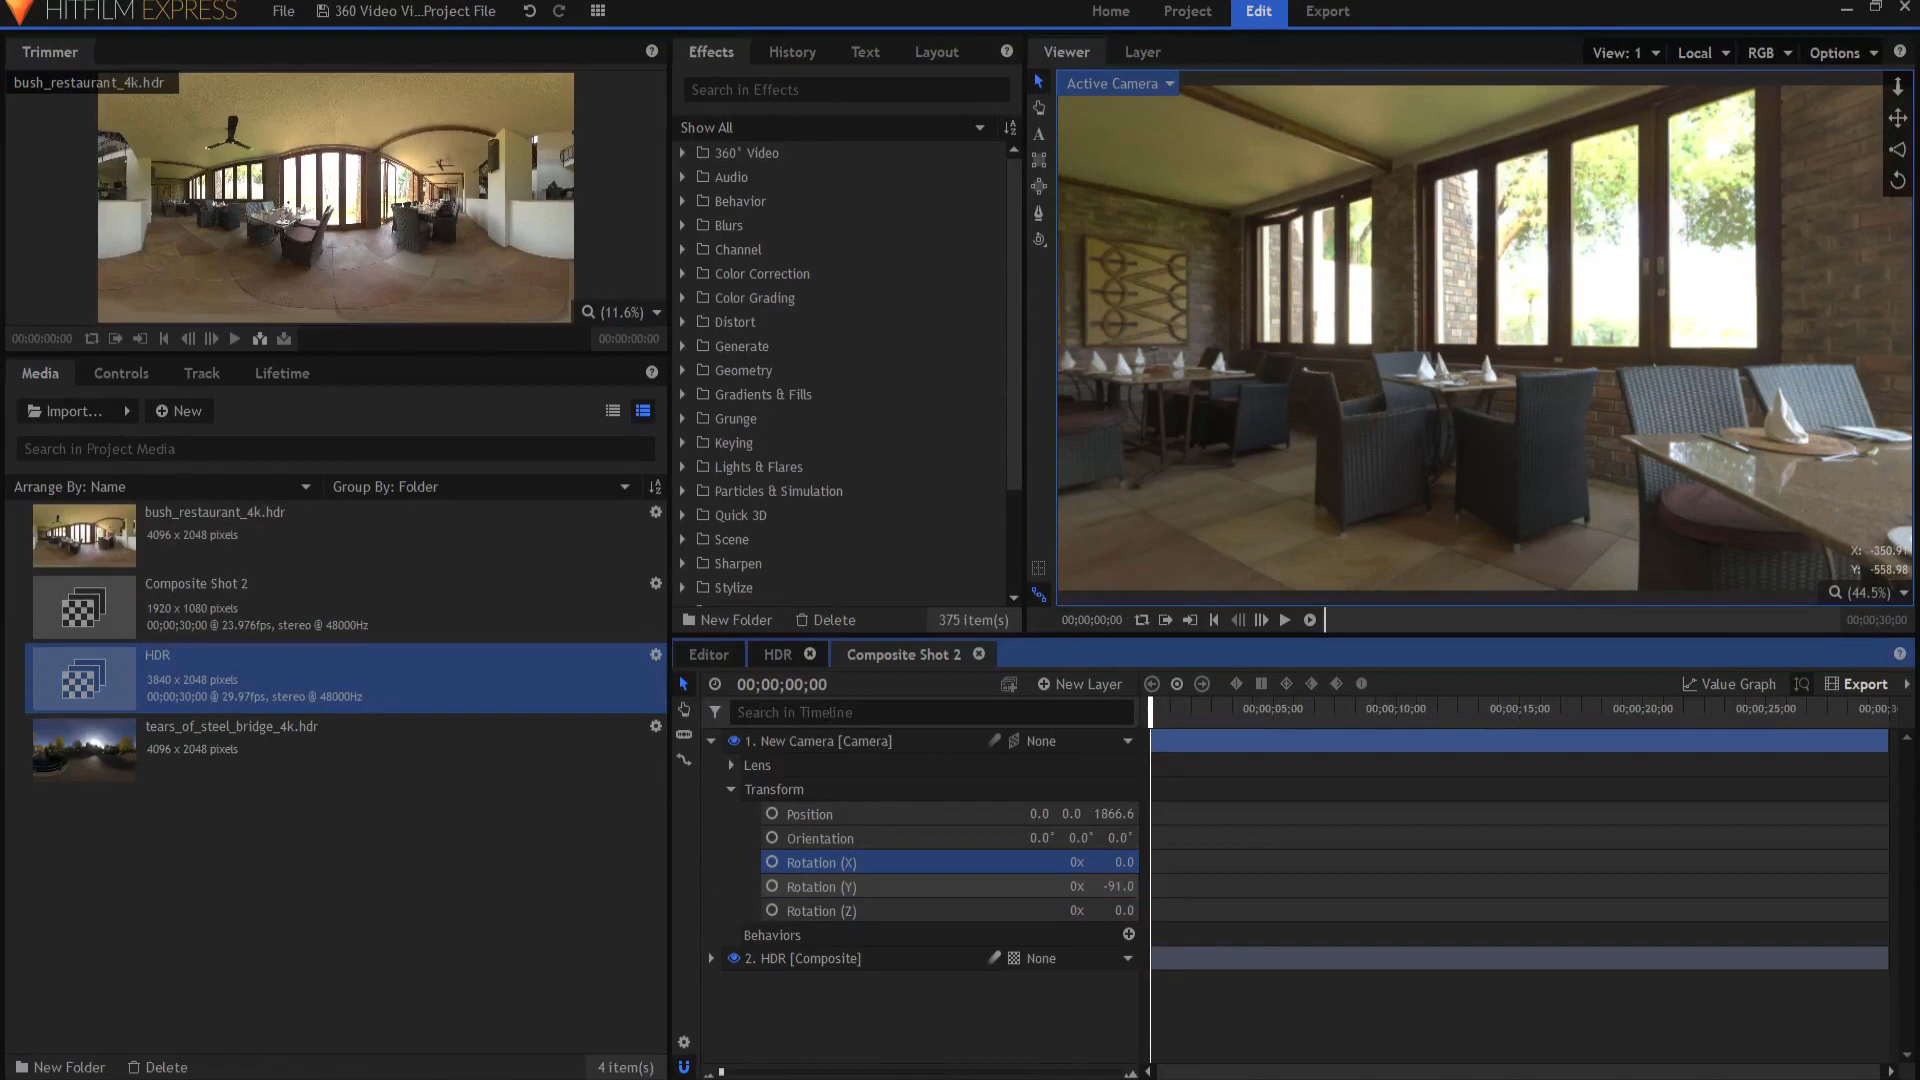 HITFILM EXPRESS
File
360 Video Vi...Project File
Home
Project
Edit
Export
Trimmer
bush_restaurant_4k.hdr
(11.6%)
00:00:00;00
00:00:00;00
Media
Controls
Track
Lifetime
Import...
New
Search in Project Media
Arrange By: Name
Group By: Folder
bush_restaurant_4k.hdr
4096 x 2048 pixels
Composite Shot 2
1920 x 1080 pixels
00;00;30;00 @ 23.976fps, stereo @ 48000Hz
HDR
3840 x 2048 pixels
00;00;30;00 @ 29.97fps, stereo @ 48000Hz
tears_of_steel_bridge_4k.hdr
4096 x 2048 pixels
New Folder
Delete
4 item(s)
Effects
History
Text
Layout
Search in Effects
Show All
360° Video
Audio
Behavior
Blurs
Channel
Color Correction
Color Grading
Distort
Generate
Geometry
Gradients & Fills
Grunge
Keying
Lights & Flares
Particles & Simulation
Quick 3D
Scene
Sharpen
Stylize
New Folder
Delete
375 item(s)
Viewer
Layer
View: 1
Local
RGB
Options
Active Camera
X: -350.91
Y: -558.98
(44.5%)
00;00;00;00
00;00;30;00
Editor
HDR
Composite Shot 2
00;00;00;00
New Layer
Value Graph
Export
Search in Timeline
00;00;05;00
00;00;10;00
00;00;15;00
00;00;20;00
00;00;25;00
00;00;3
1. New Camera [Camera]
None
Lens
Transform
Position
0.0 0.0 1866.6
Orientation
0.0° 0.0° 0.0°
Rotation (X)
0x 0.0
Rotation (Y)
0x -91.0
Rotation (Z)
0x 0.0
Behaviors
2. HDR [Composite]
None